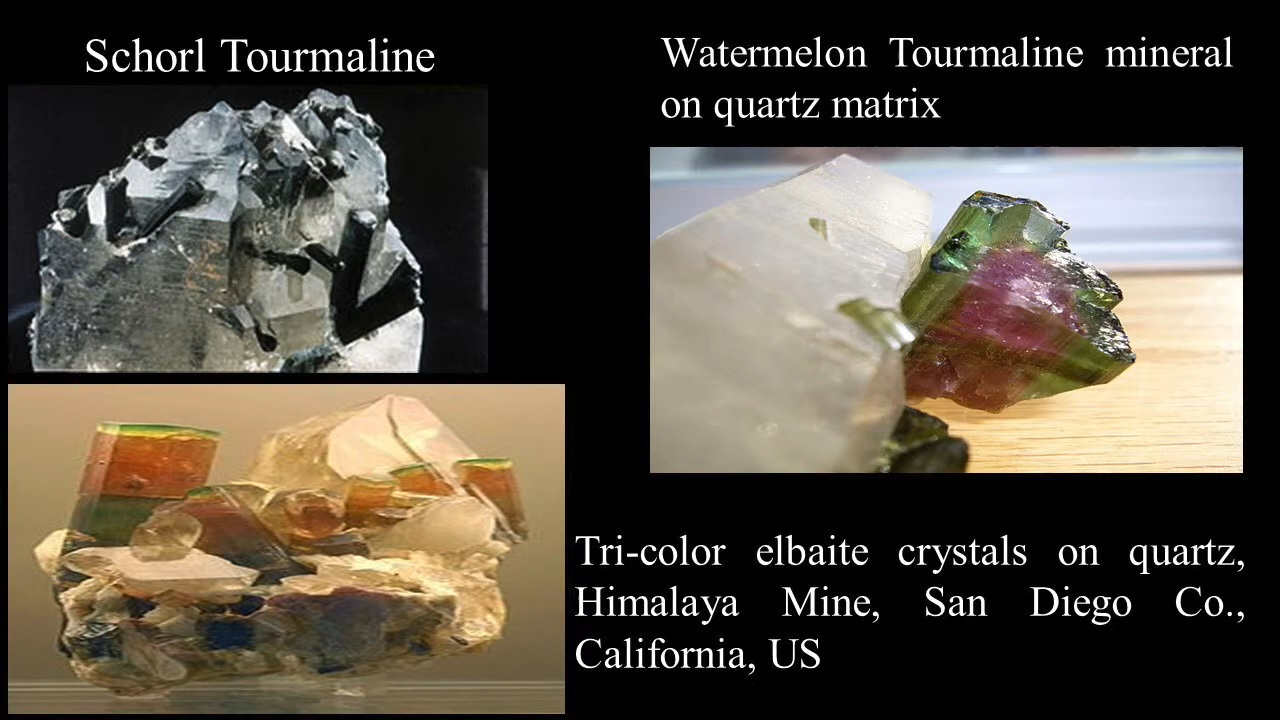 Schorl Tourmaline
Watermelon Tourmaline mineral
on quartz matrix
Tri-color elbaite crystals on quartz,
Himalaya Mine, San Diego Co.,
California, US